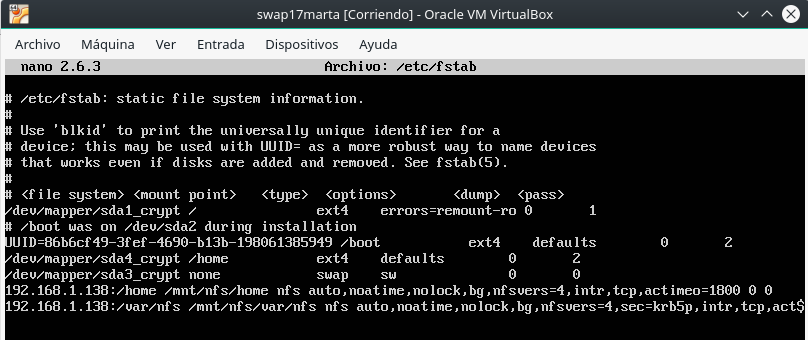 swap17marta [Corriendo] - Oracle VM VirtualBox
Archivo Máquina Ver Entrada Dispositivos Ayuda
nano 2.6.3 Archivo: /etc/fstab
# /etc/fstab: static file system information.
#
# Use 'blkid' to print the universally unique identifier for a
# device; this may be used with UUID= as a more robust way to name devices
# that works even if disks are added and removed. See fstab(5).
#
# <file system> <mount point> <type> <options> <dump> <pass>
/dev/mapper/sda1_crypt / ext4 errors=remount-ro 0 1
# /boot was on /dev/sda2 during installation
UUID=86b6cf49-3fef-4690-b13b-198061385949 /boot ext4 defaults 0 2
/dev/mapper/sda4_crypt /home ext4 defaults 0 2
/dev/mapper/sda3_crypt none swap sw 0 0
192.168.1.138:/home /mnt/nfs/home nfs auto,noatime,nolock,bg,nfsvers=4,intr,tcp,actimeo=1800 0 0
192.168.1.138:/var/nfs /mnt/nfs/var/nfs nfs auto,noatime,nolock,bg,nfsvers=4,sec=krb5p,intr,tcp,act$